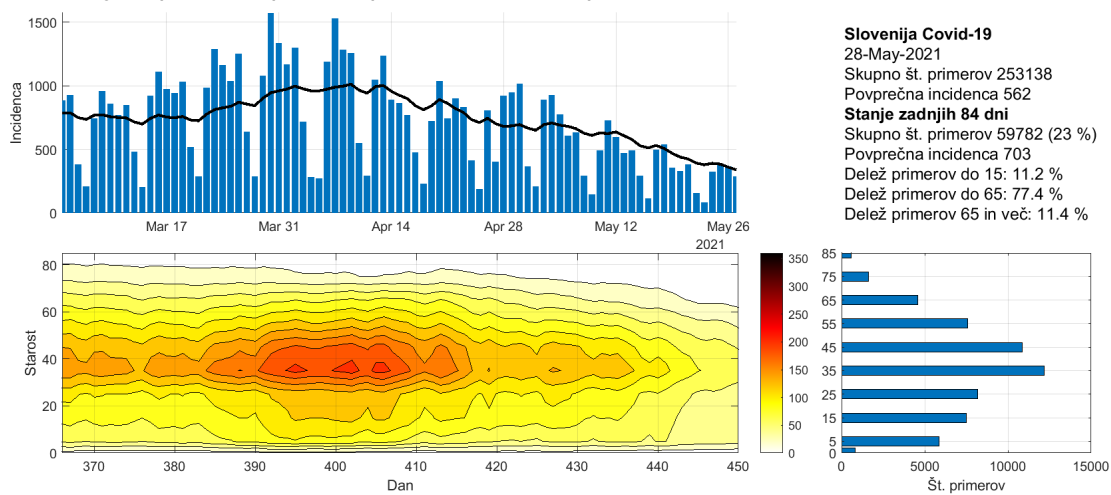 1500
1000
500
0
Incidenca
Mar 17
Mar 31
Apr 14
Apr 28
May 12
May 26
2021
Slovenija Covid-19
28-May-2021
Skupno št. primerov 253138
Povprečna incidenca 562
Stanje zadnjih 84 dni
Skupno št. primerov 59782 (23 %)
Povprečna incidenca 703
Delež primerov do 15: 11.2 %
Delež primerov do 65: 77.4 %
Delež primerov 65 in več: 11.4 %
80
60
40
20
0
Starost
370
380
390
400
410
420
430
440
450
Dan
350
300
250
200
150
100
50
0
85
75
65
55
45
35
25
15
5
0
0
5000
10000
15000
Št. primerov